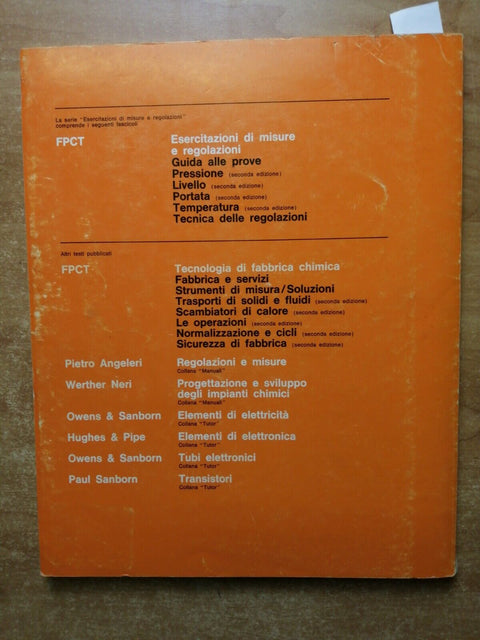 La serie "Esercitazioni di misure e regolazioni"
comprende i seguenti fascicoli
FPCT Esercitazioni di misure
e regolazioni
Guida alle prove
Pressione (seconda edizione)
Livello (seconda edizione)
Portata (seconda edizione)
Temperatura (seconda edizione)
Tecnica delle regolazioni
Altri testi pubblicati
FPCT Tecnologia di fabbrica chimica
Fabbrica e servizi
Strumenti di misura/Soluzioni
Trasporti di solidi e fluidi (seconda edizione)
Scambiatori di calore (seconda edizione)
Le operazioni (seconda edizione)
Normalizzazione e cicli (seconda edizione)
Sicurezza di fabbrica (seconda edizione)
Pietro Angeleri Regolazioni e misure
Collana "Manuali"
Werther Neri Progettazione e sviluppo
degli impianti chimici
Collana "Manuali"
Owens & Sanborn Elementi di elettricità
Collana "Tutor"
Hughes & Pipe Elementi di elettronica
Collana "Tutor"
Owens & Sanborn Tubi elettronici
Collana "Tutor"
Paul Sanborn Transistori
Collana "Tutor"